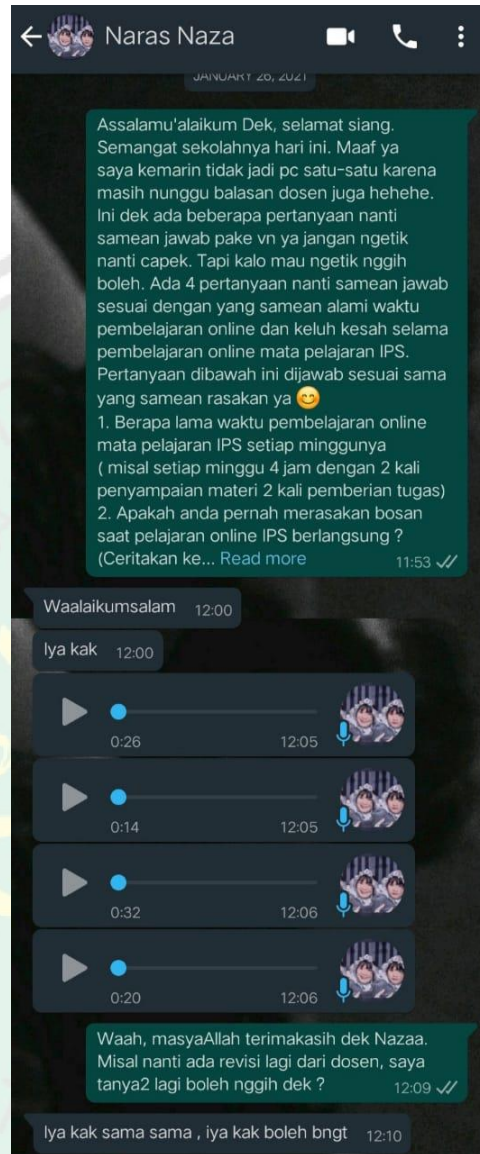 Naras Naza
JANUARY 26, 2021
Assalamu'alaikum Dek, selamat siang.
Semangat sekolahnya hari ini. Maaf ya
saya kemarin tidak jadi pc satu-satu karena
masih nunggu balasan dosen juga hehehe.
Ini dek ada beberapa pertanyaan nanti
samean jawab pake vn ya jangan ngetik
nanti capek. Tapi kalo mau ngetik nggih
boleh. Ada 4 pertanyaan nanti samean jawab
sesuai dengan yang samean alami waktu
pembelajaran online dan keluh kesah selama
pembelajaran online mata pelajaran IPS.
Pertanyaan dibawah ini dijawab sesuai sama
yang samean rasakan ya 😊
1. Berapa lama waktu pembelajaran online
mata pelajaran IPS setiap minggunya
( misal setiap minggu 4 jam dengan 2 kali
penyampaian materi 2 kali pemberian tugas)
2. Apakah anda pernah merasakan bosan
saat pelajaran online IPS berlangsung ?
(Ceritakan ke... Read more 11:53
Waalaikumsalam 12:00
Iya kak 12:00
0:26 12:05
0:14 12:05
0:32 12:06
0:20 12:06
Waah, masyaAllah terimakasih dek Nazaa.
Misal nanti ada revisi lagi dari dosen, saya
tanya2 lagi boleh nggih dek ? 12:09
Iya kak sama sama , iya kak boleh bngt 12:10